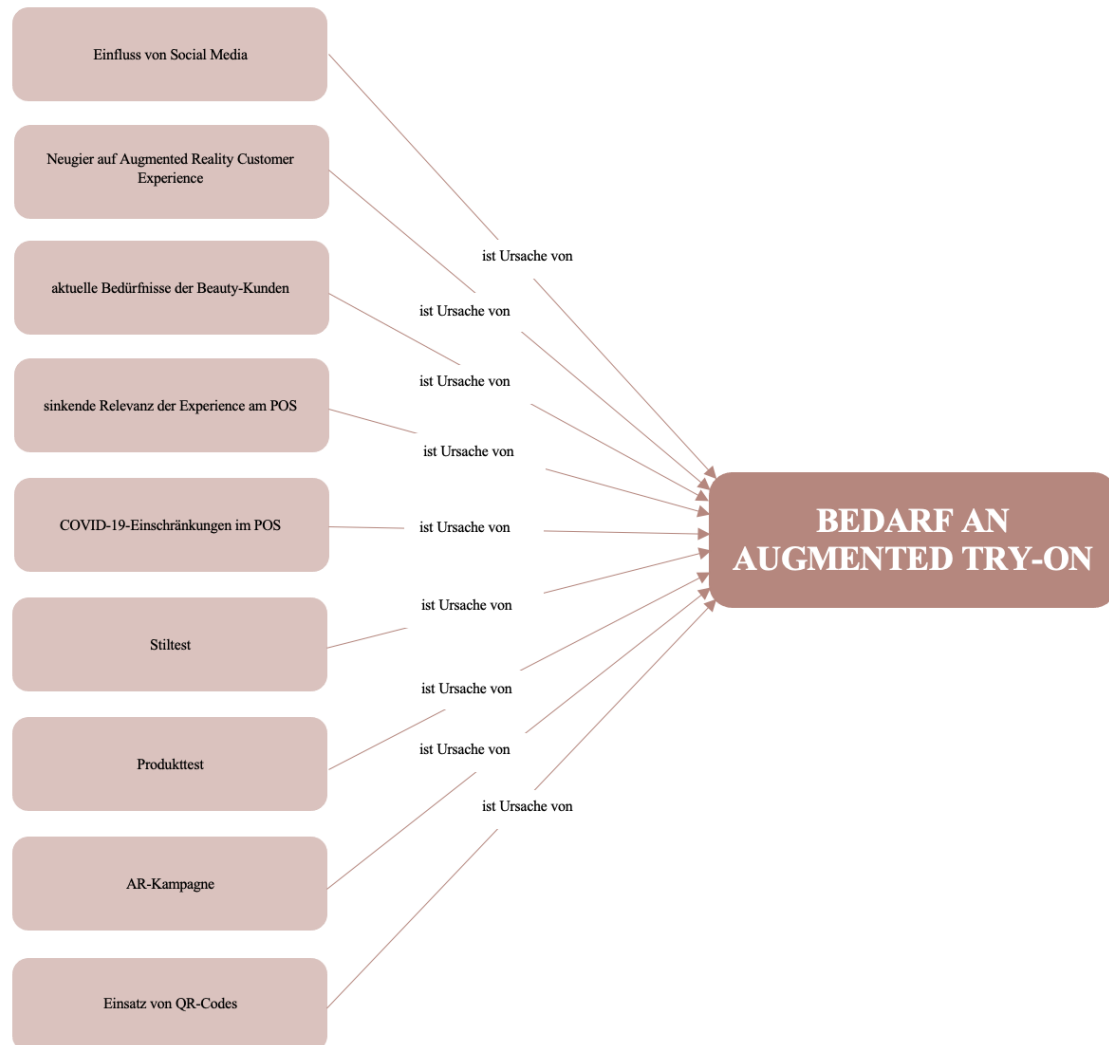 Einfluss von Social Media
Neugier auf Augmented Reality Customer
Experience
aktuelle Bedürfnisse der Beauty-Kunden
sinkende Relevanz der Experience am POS
COVID-19-Einschränkungen im POS
Stiltest
Produkttest
AR-Kampagne
Einsatz von QR-Codes
ist Ursache von
ist Ursache von
ist Ursache von
ist Ursache von
ist Ursache von
ist Ursache von
ist Ursache von
ist Ursache von
ist Ursache von
BEDARF AN
AUGMENTED TRY-ON